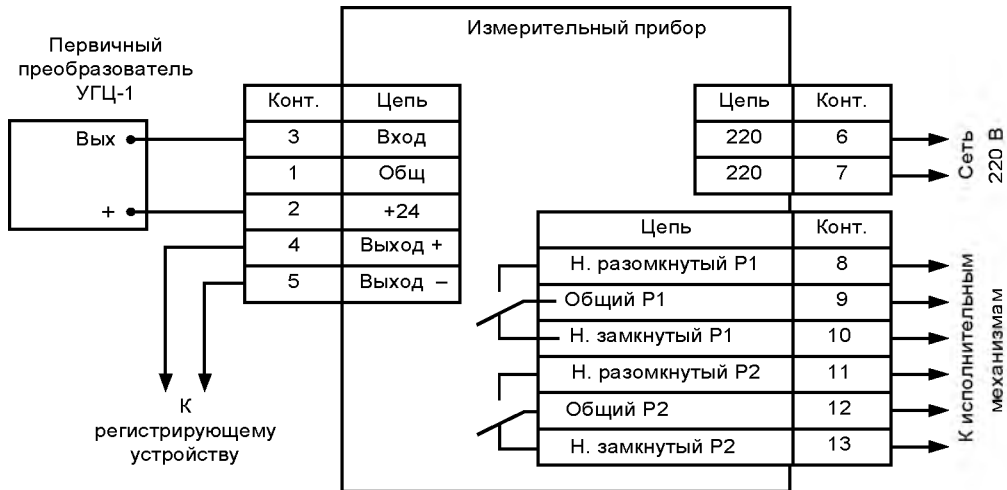 Измерительный прибор
Первичный
преобразователь
УГЦ-1
Вых
+
Конт. Цепь
3 Вход
1 Общ
2 +24
4 Выход +
5 Выход –
К
регистрирующему
устройству
Цепь Конт.
220 6
220 7
Сеть
220 В
Цепь Конт.
Н. разомкнутый Р1 8
Общий Р1 9
Н. замкнутый Р1 10
Н. разомкнутый Р2 11
Общий Р2 12
Н. замкнутый Р2 13
К исполнительным
механизмам